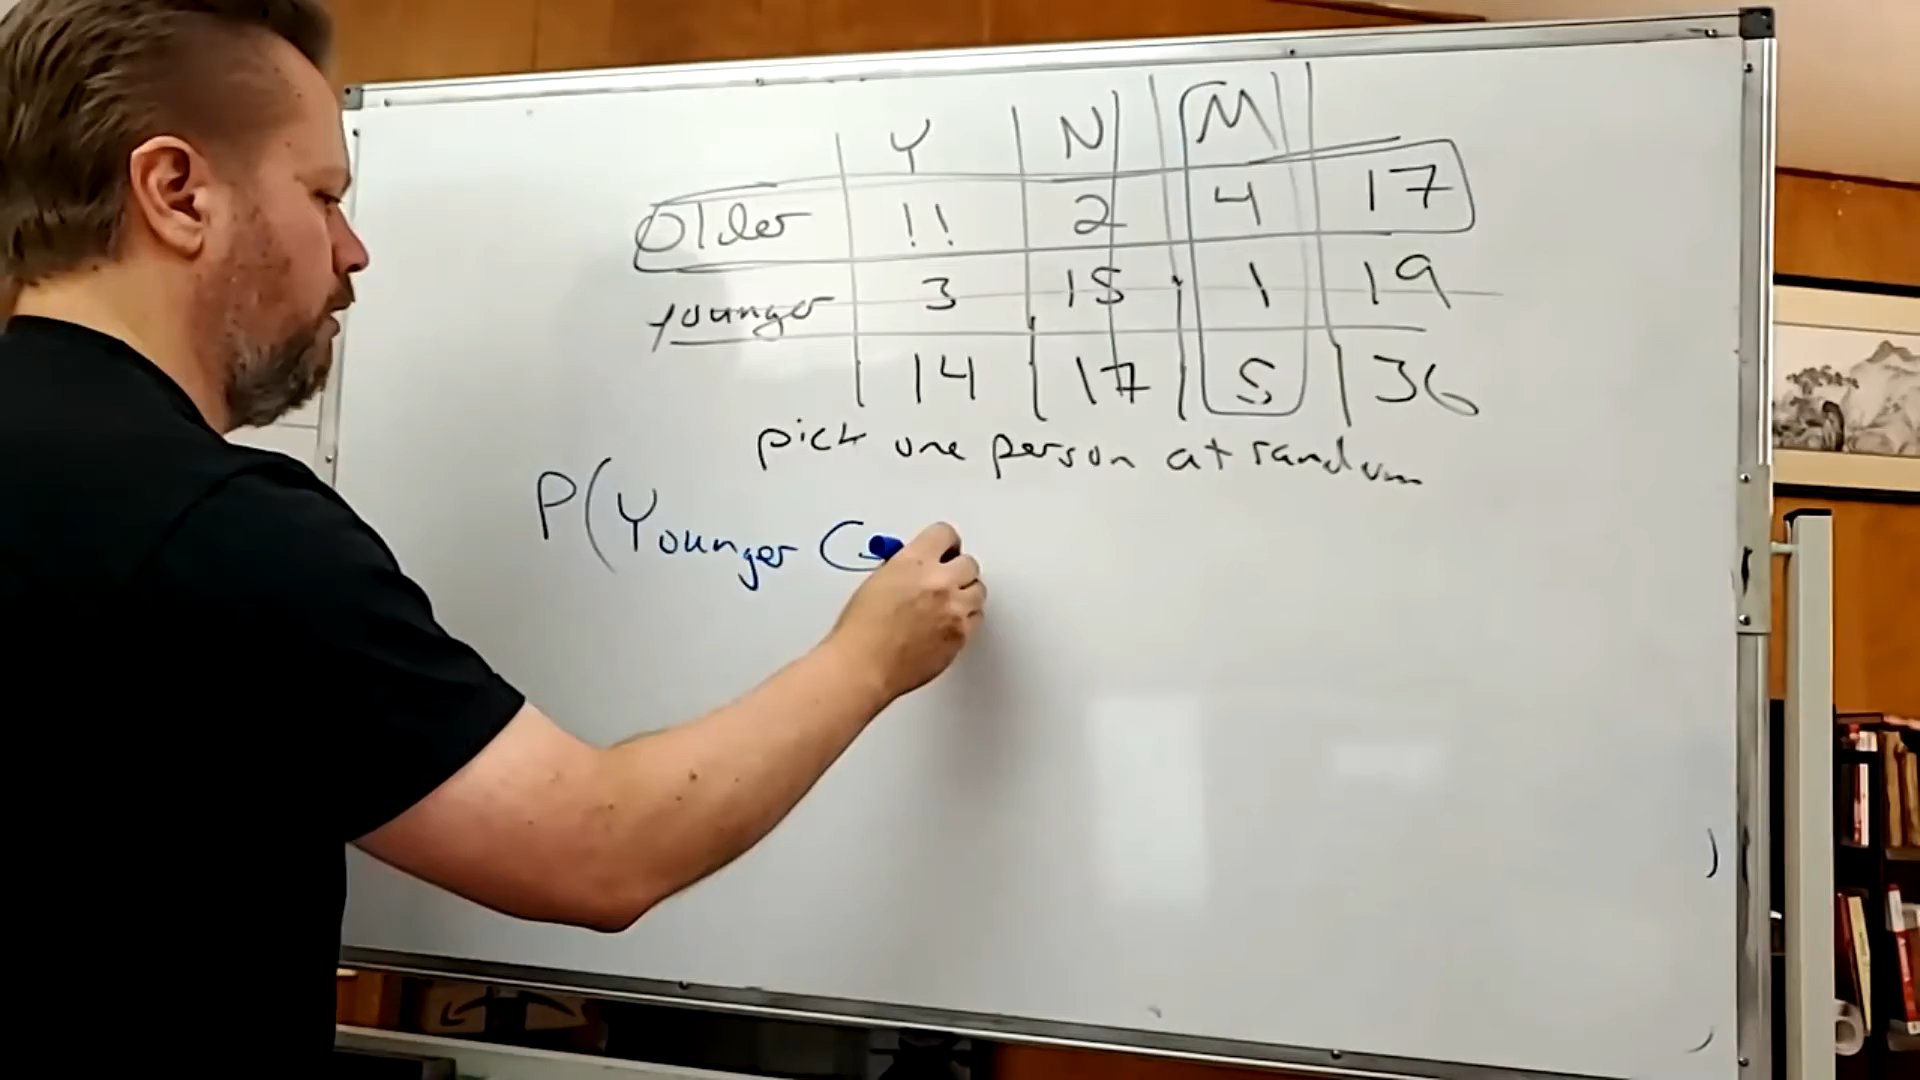 Y N M
Older 11 2 4 17
younger 3 15 1 19
14 17 5 36
pick one person at random
P(Younger